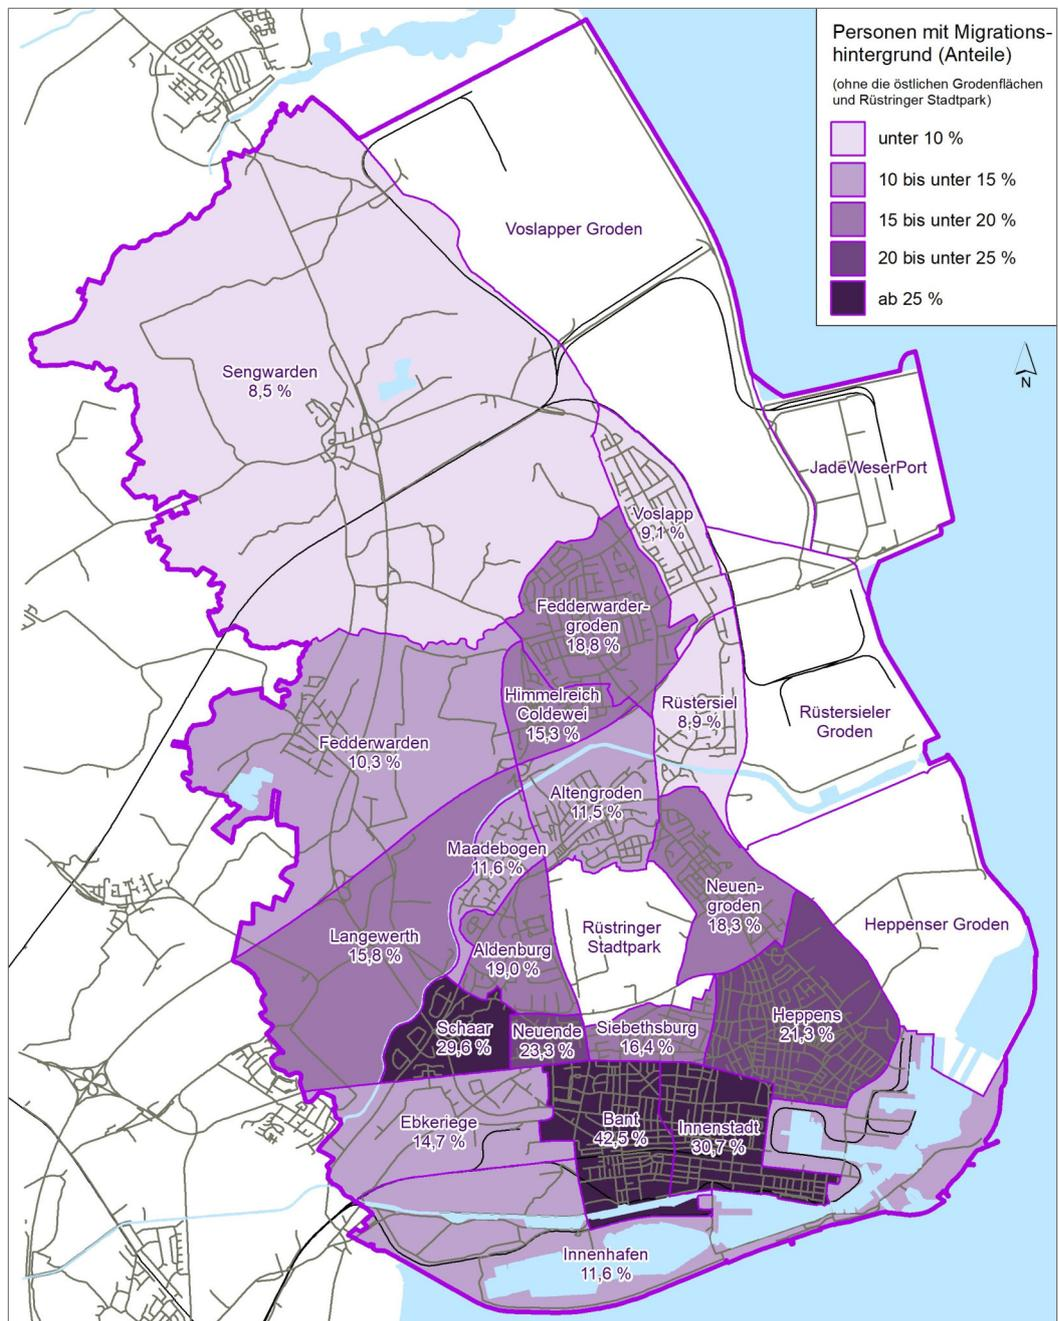 Personen mit Migrations-
hintergrund (Anteile)
(ohne die östlichen Grodenflächen
und Rüstringer Stadtpark)
unter 10 %
10 bis unter 15 %
15 bis unter 20 %
20 bis unter 25 %
ab 25 %
N
Voslapper Groden
Sengwarden
8,5 %
JadeWeserPort
Voslapp
9,1 %
Fedderwarder-
groden
18,8 %
Himmelreich
Coldewei
15,3 %
Rüstersiel
8,9 %
Rüstersieler
Groden
Fedderwarden
10,3 %
Altengroden
11,5 %
Maadebogen
11,6 %
Neuen-
groden
18,3 %
Heppenser Groden
Rüstringer
Stadtpark
Langewerth
15,8 %
Aldenburg
19,0 %
Heppens
21,3 %
Schaar
29,6 %
Neuende
23,3 %
Siebethsburg
16,4 %
Ebkeriege
14,7 %
Bant
42,5 %
Innenstadt
30,7 %
Innenhafen
11,6 %